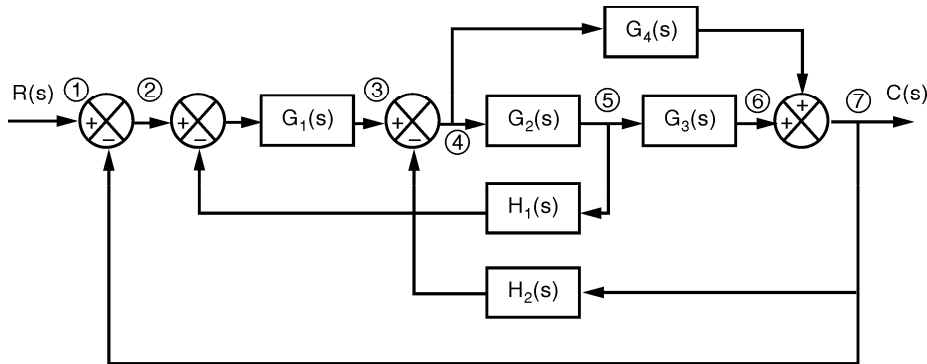 G₄(s)
R(s) ① ② ③ ⑤ ⑥ ⑦ C(s)
+ − + − G₁(s) + − ④ G₂(s) G₃(s) + +
H₁(s)
H₂(s)